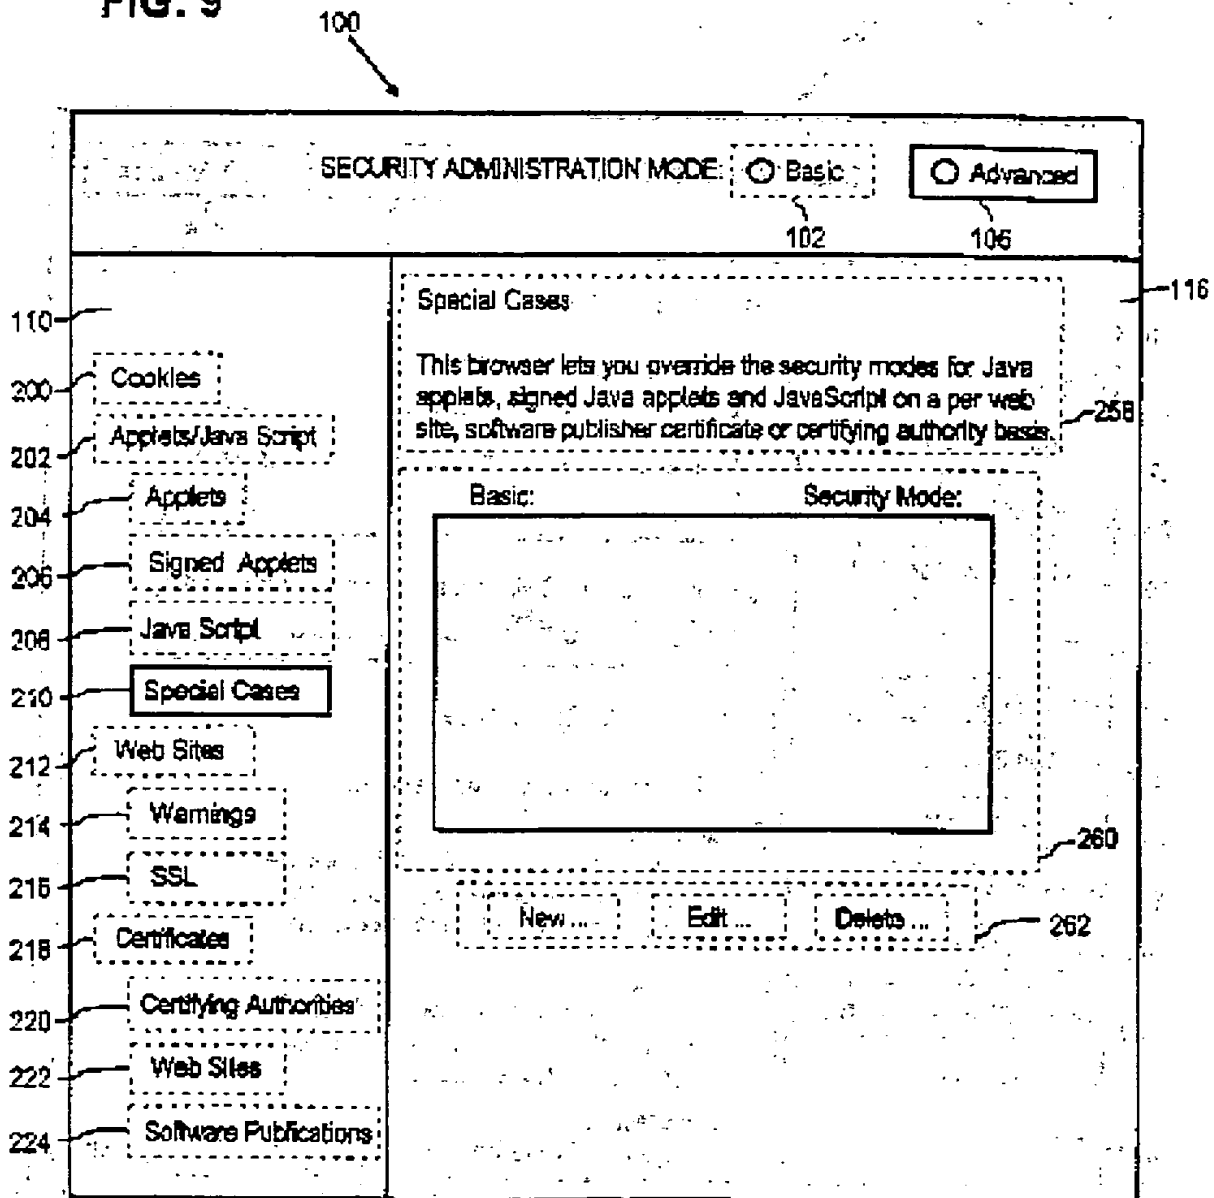 FIG. 9
100
SECURITY ADMINISTRATION MODE: Basic Advanced
102 106
116
110
Special Cases
This browser lets you override the security modes for Java
applets, signed Java applets and JavaScript on a per web
site, software publisher certificate or certifying authority basis.
258
200 Cookies
202 Applets/Java Script
204 Applets
206 Signed Applets
208 Java Script
210 Special Cases
212 Web Sites
214 Warnings
216 SSL
218 Certificates
220 Certifying Authorities
222 Web Sites
224 Software Publications
Basic: Security Mode:
260
New ... Edit ... Delete ...
262